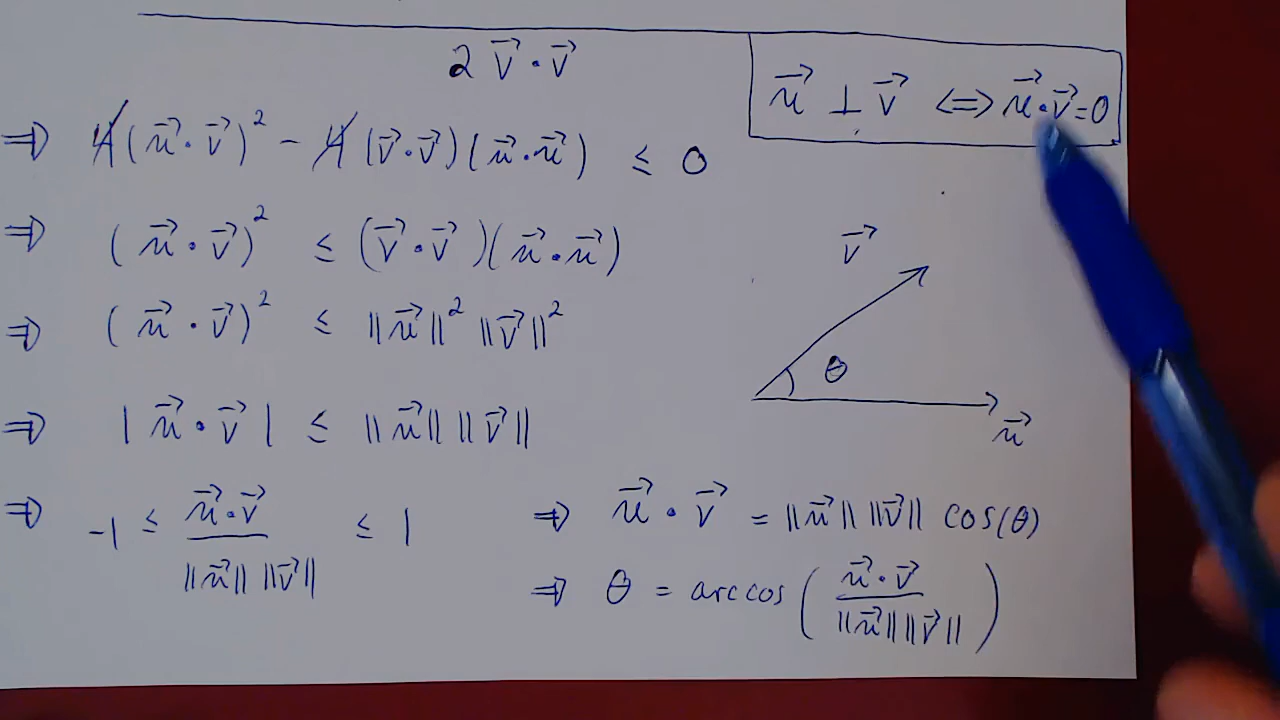 2 v⃗ · v⃗
u⃗ ⊥ v⃗ ⟺ u⃗ · v⃗ = 0
⇒ 4(u⃗ · v⃗)² − 4(v⃗ · v⃗)(u⃗ · u⃗) ≤ 0
⇒ (u⃗ · v⃗)² ≤ (v⃗ · v⃗)(u⃗ · u⃗)
v⃗
⇒ (u⃗ · v⃗)² ≤ ‖u⃗‖² ‖v⃗‖²
θ
⇒ |u⃗ · v⃗| ≤ ‖u⃗‖ ‖v⃗‖
u⃗
⇒ -1 ≤ (u⃗ · v⃗)/(‖u⃗‖ ‖v⃗‖) ≤ 1
⇒ u⃗ · v⃗ = ‖u⃗‖ ‖v⃗‖ cos(θ)
⇒ θ = arccos((u⃗ · v⃗)/(‖u⃗‖ ‖v⃗‖))